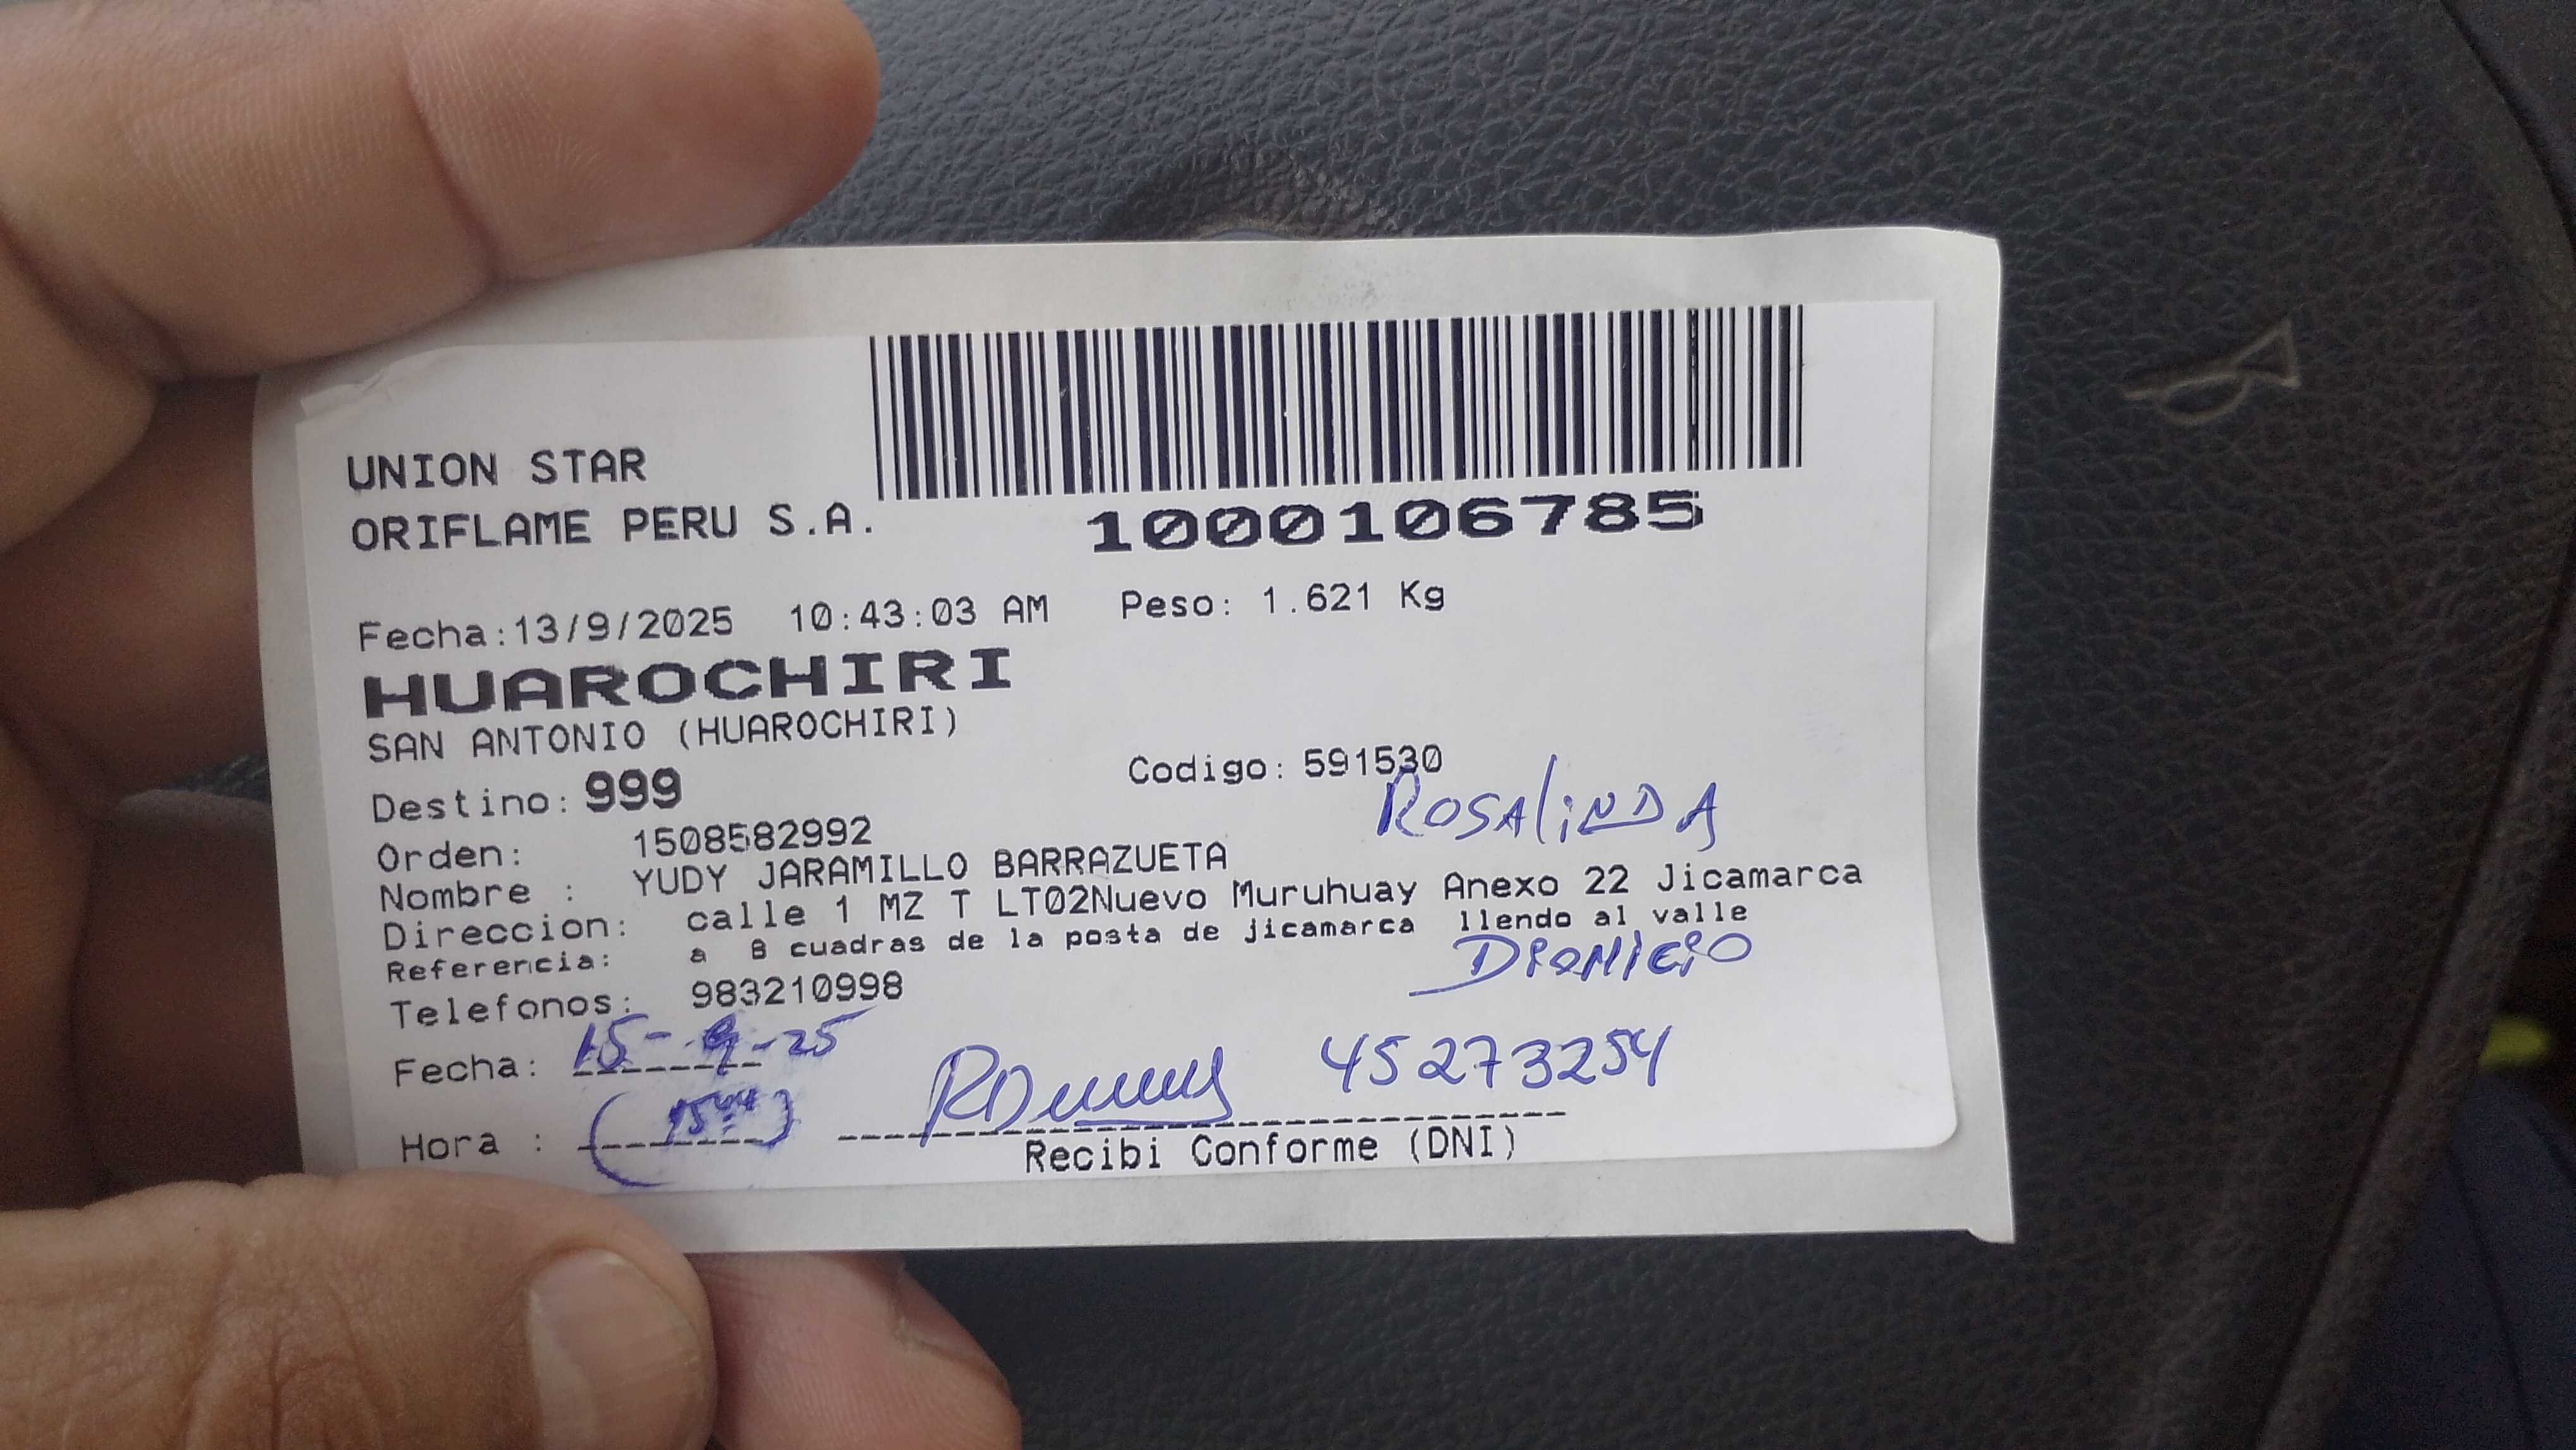 UNION STAR
ORIFLAME PERU S.A.
1000106785
Fecha:13/9/2025 10:43:03 AM Peso: 1.621 Kg
HUAROCHIRI
SAN ANTONIO (HUAROCHIRI)
Destino: 999 Codigo: 591530
ROSALINDA
Orden: 1508582992
Nombre : YUDY JARAMILLO BARRAZUETA
Direccion: calle 1 MZ T LT02Nuevo Muruhuay Anexo 22 Jicamarca
Referencia: a 8 cuadras de la posta de jicamarca llendo al valle
DIONICIO
Telefonos: 983210998
Fecha: 15-9-25
45273254
Hora :
Recibi Conforme (DNI)